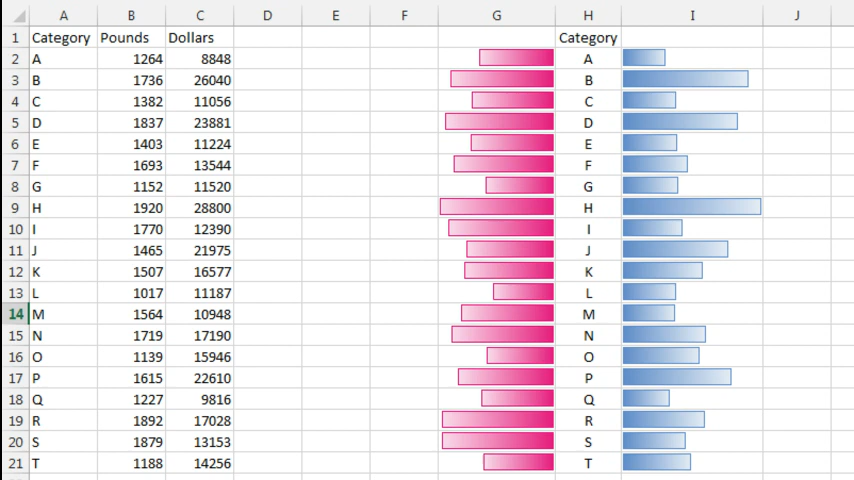 A B C D E F G H I J
1 Category Pounds Dollars Category
2 A 1264 8848 A
3 B 1736 26040 B
4 C 1382 11056 C
5 D 1837 23881 D
6 E 1403 11224 E
7 F 1693 13544 F
8 G 1152 11520 G
9 H 1920 28800 H
10 I 1770 12390 I
11 J 1465 21975 J
12 K 1507 16577 K
13 L 1017 11187 L
14 M 1564 10948 M
15 N 1719 17190 N
16 O 1139 15946 O
17 P 1615 22610 P
18 Q 1227 9816 Q
19 R 1892 17028 R
20 S 1879 13153 S
21 T 1188 14256 T